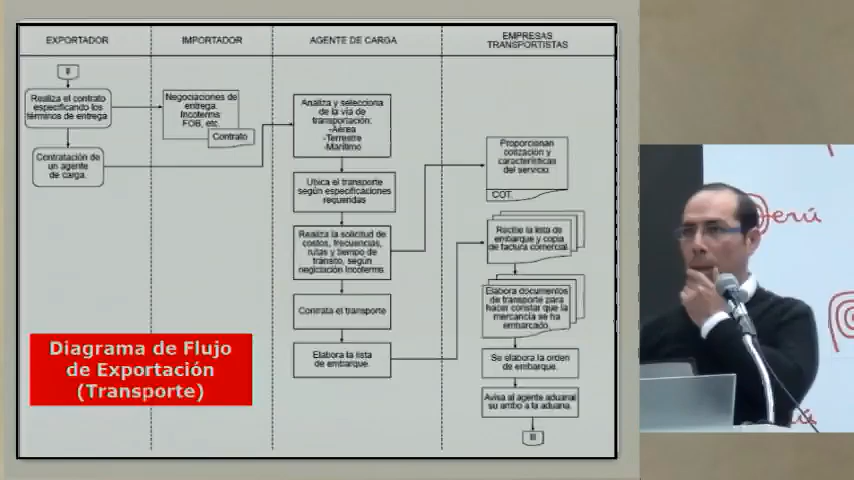 EXPORTADOR
IMPORTADOR
AGENTE DE CARGA
EMPRESAS
TRANSPORTISTAS
II
Realiza el contrato
especificando los
términos de entrega
Contratación de
un agente
de carga.
Negociaciones de
entrega.
Incoterms
FOB, etc.
Contrato
Analiza y selecciona
de la vía de
transportación:
-Aérea
-Terrestre
-Marítimo
Ubica el transporte
según especificaciones
requeridas
Realiza la solicitud de
costos, frecuencias,
rutas y tiempo de
tránsito, según
negociación Incoterms
Contrata el transporte
Elabora la lista
de embarque.
Proporcionan
cotización y
características
del servicio.
COT.
Recibe la lista de
embarque y copia
de factura comercial
Elabora documentos
de transporte para
hacer constar que la
mercancía se ha
embarcado.
Se elabora la orden
de embarque.
Avisa al agente aduanal
su arribo a la aduana.
III
Diagrama de Flujo
de Exportación
(Transporte)
Perú